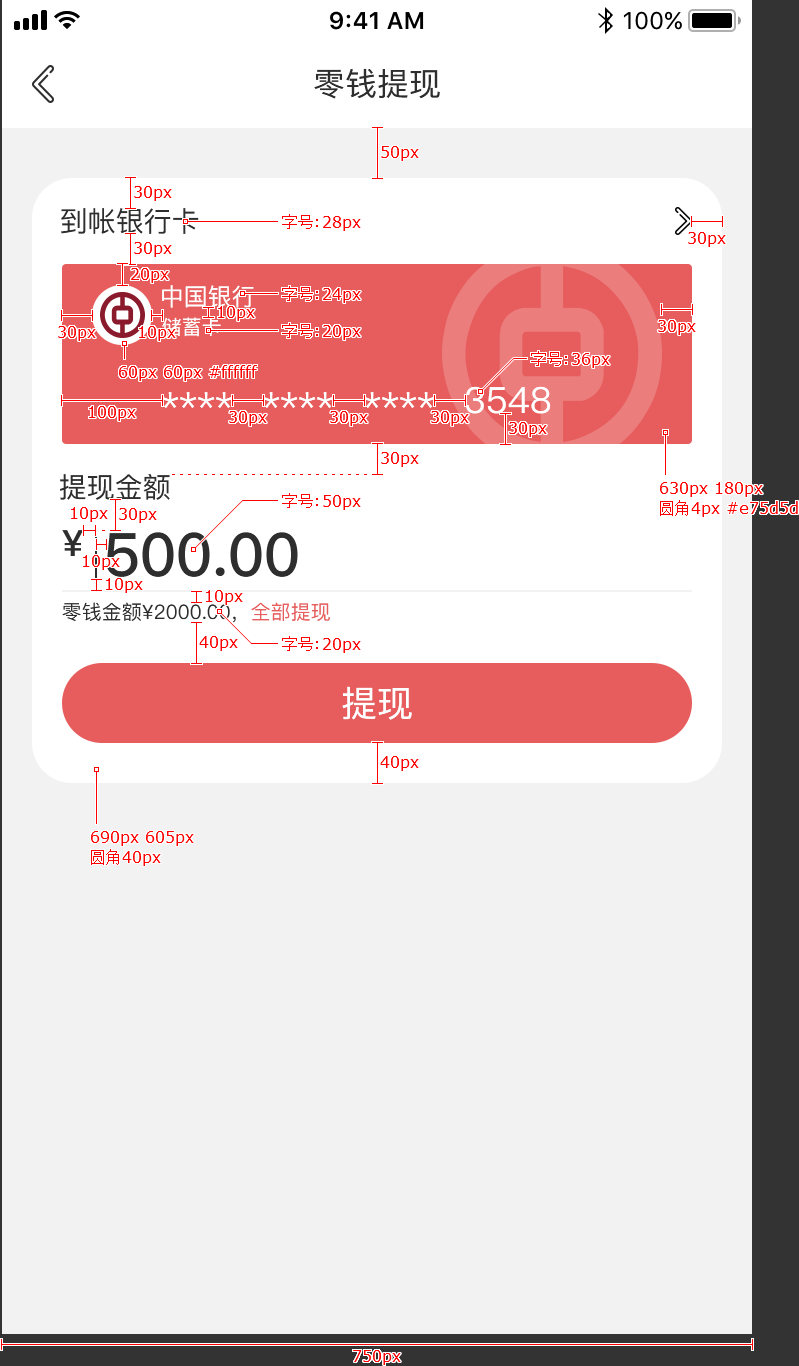 9:41 AM
100%
零钱提现
50px
30px
到帐银行卡
字号:28px
30px
30px
20px
中国银行
字号:24px
10px
储蓄卡
字号:20px
30px
10px
30px
60px 60px #ffffff
字号:36px
**** **** **** 3548
100px
30px
30px
30px
30px
30px
提现金额
630px 180px
圆角4px #e75d5d
字号:50px
10px
30px
¥
500.00
10px
10px
10px
零钱金额¥2000.00，全部提现
40px
字号:20px
提现
40px
690px 605px
圆角40px
750px